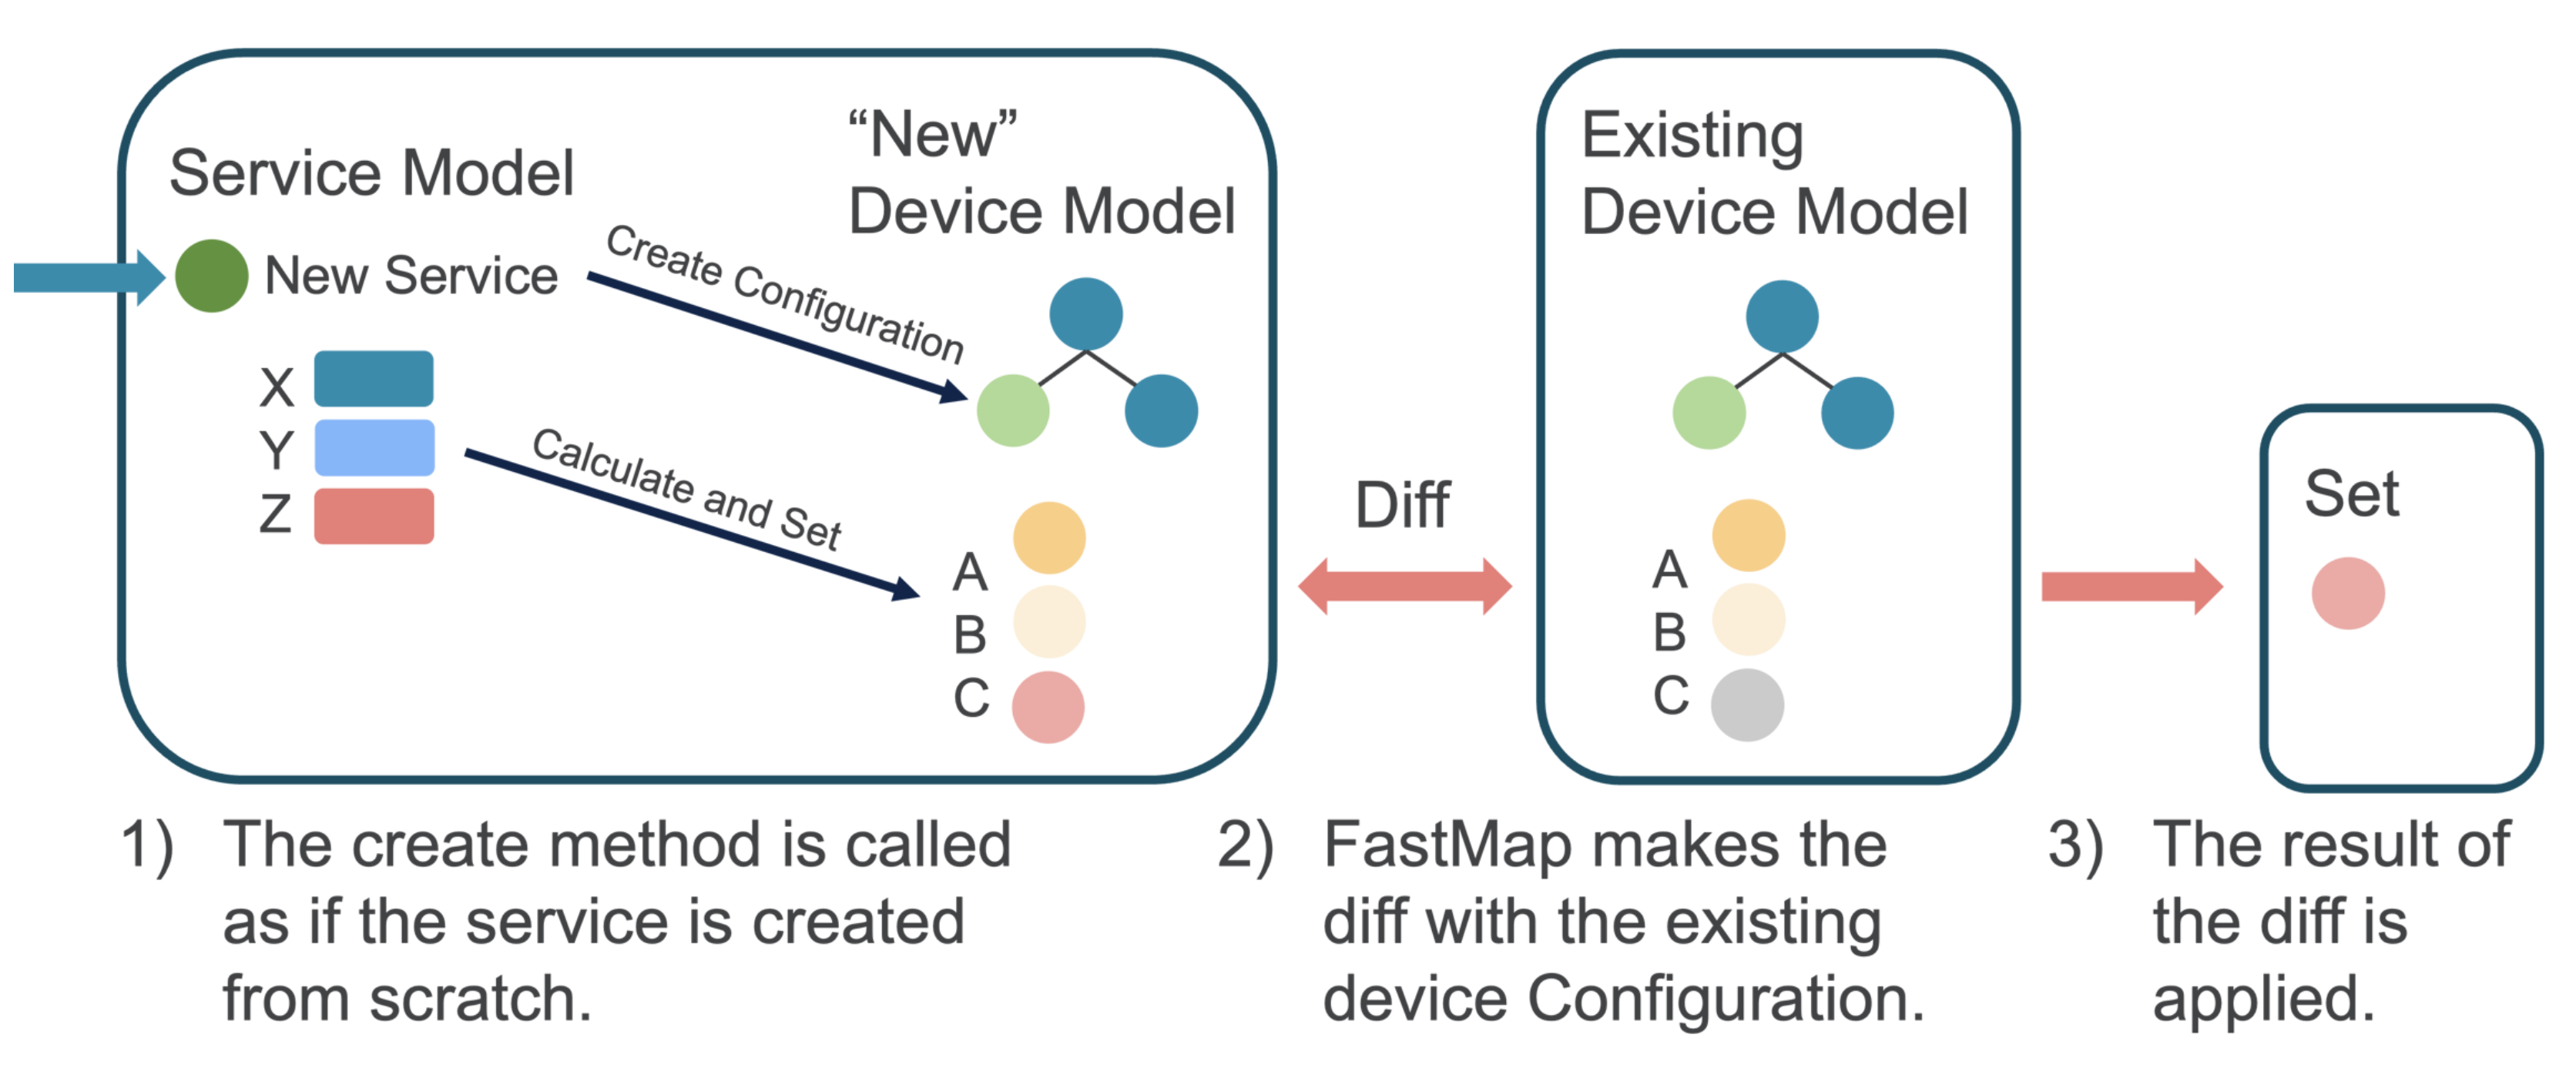 Service Model
New Service
X
Y
Z
Create Configuration
Calculate and Set
“New”
Device Model
A
B
C
Diff
Existing
Device Model
A
B
C
Set
1) The create method is called
as if the service is created
from scratch.
2) FastMap makes the
diff with the existing
device Configuration.
3) The result of
the diff is
applied.